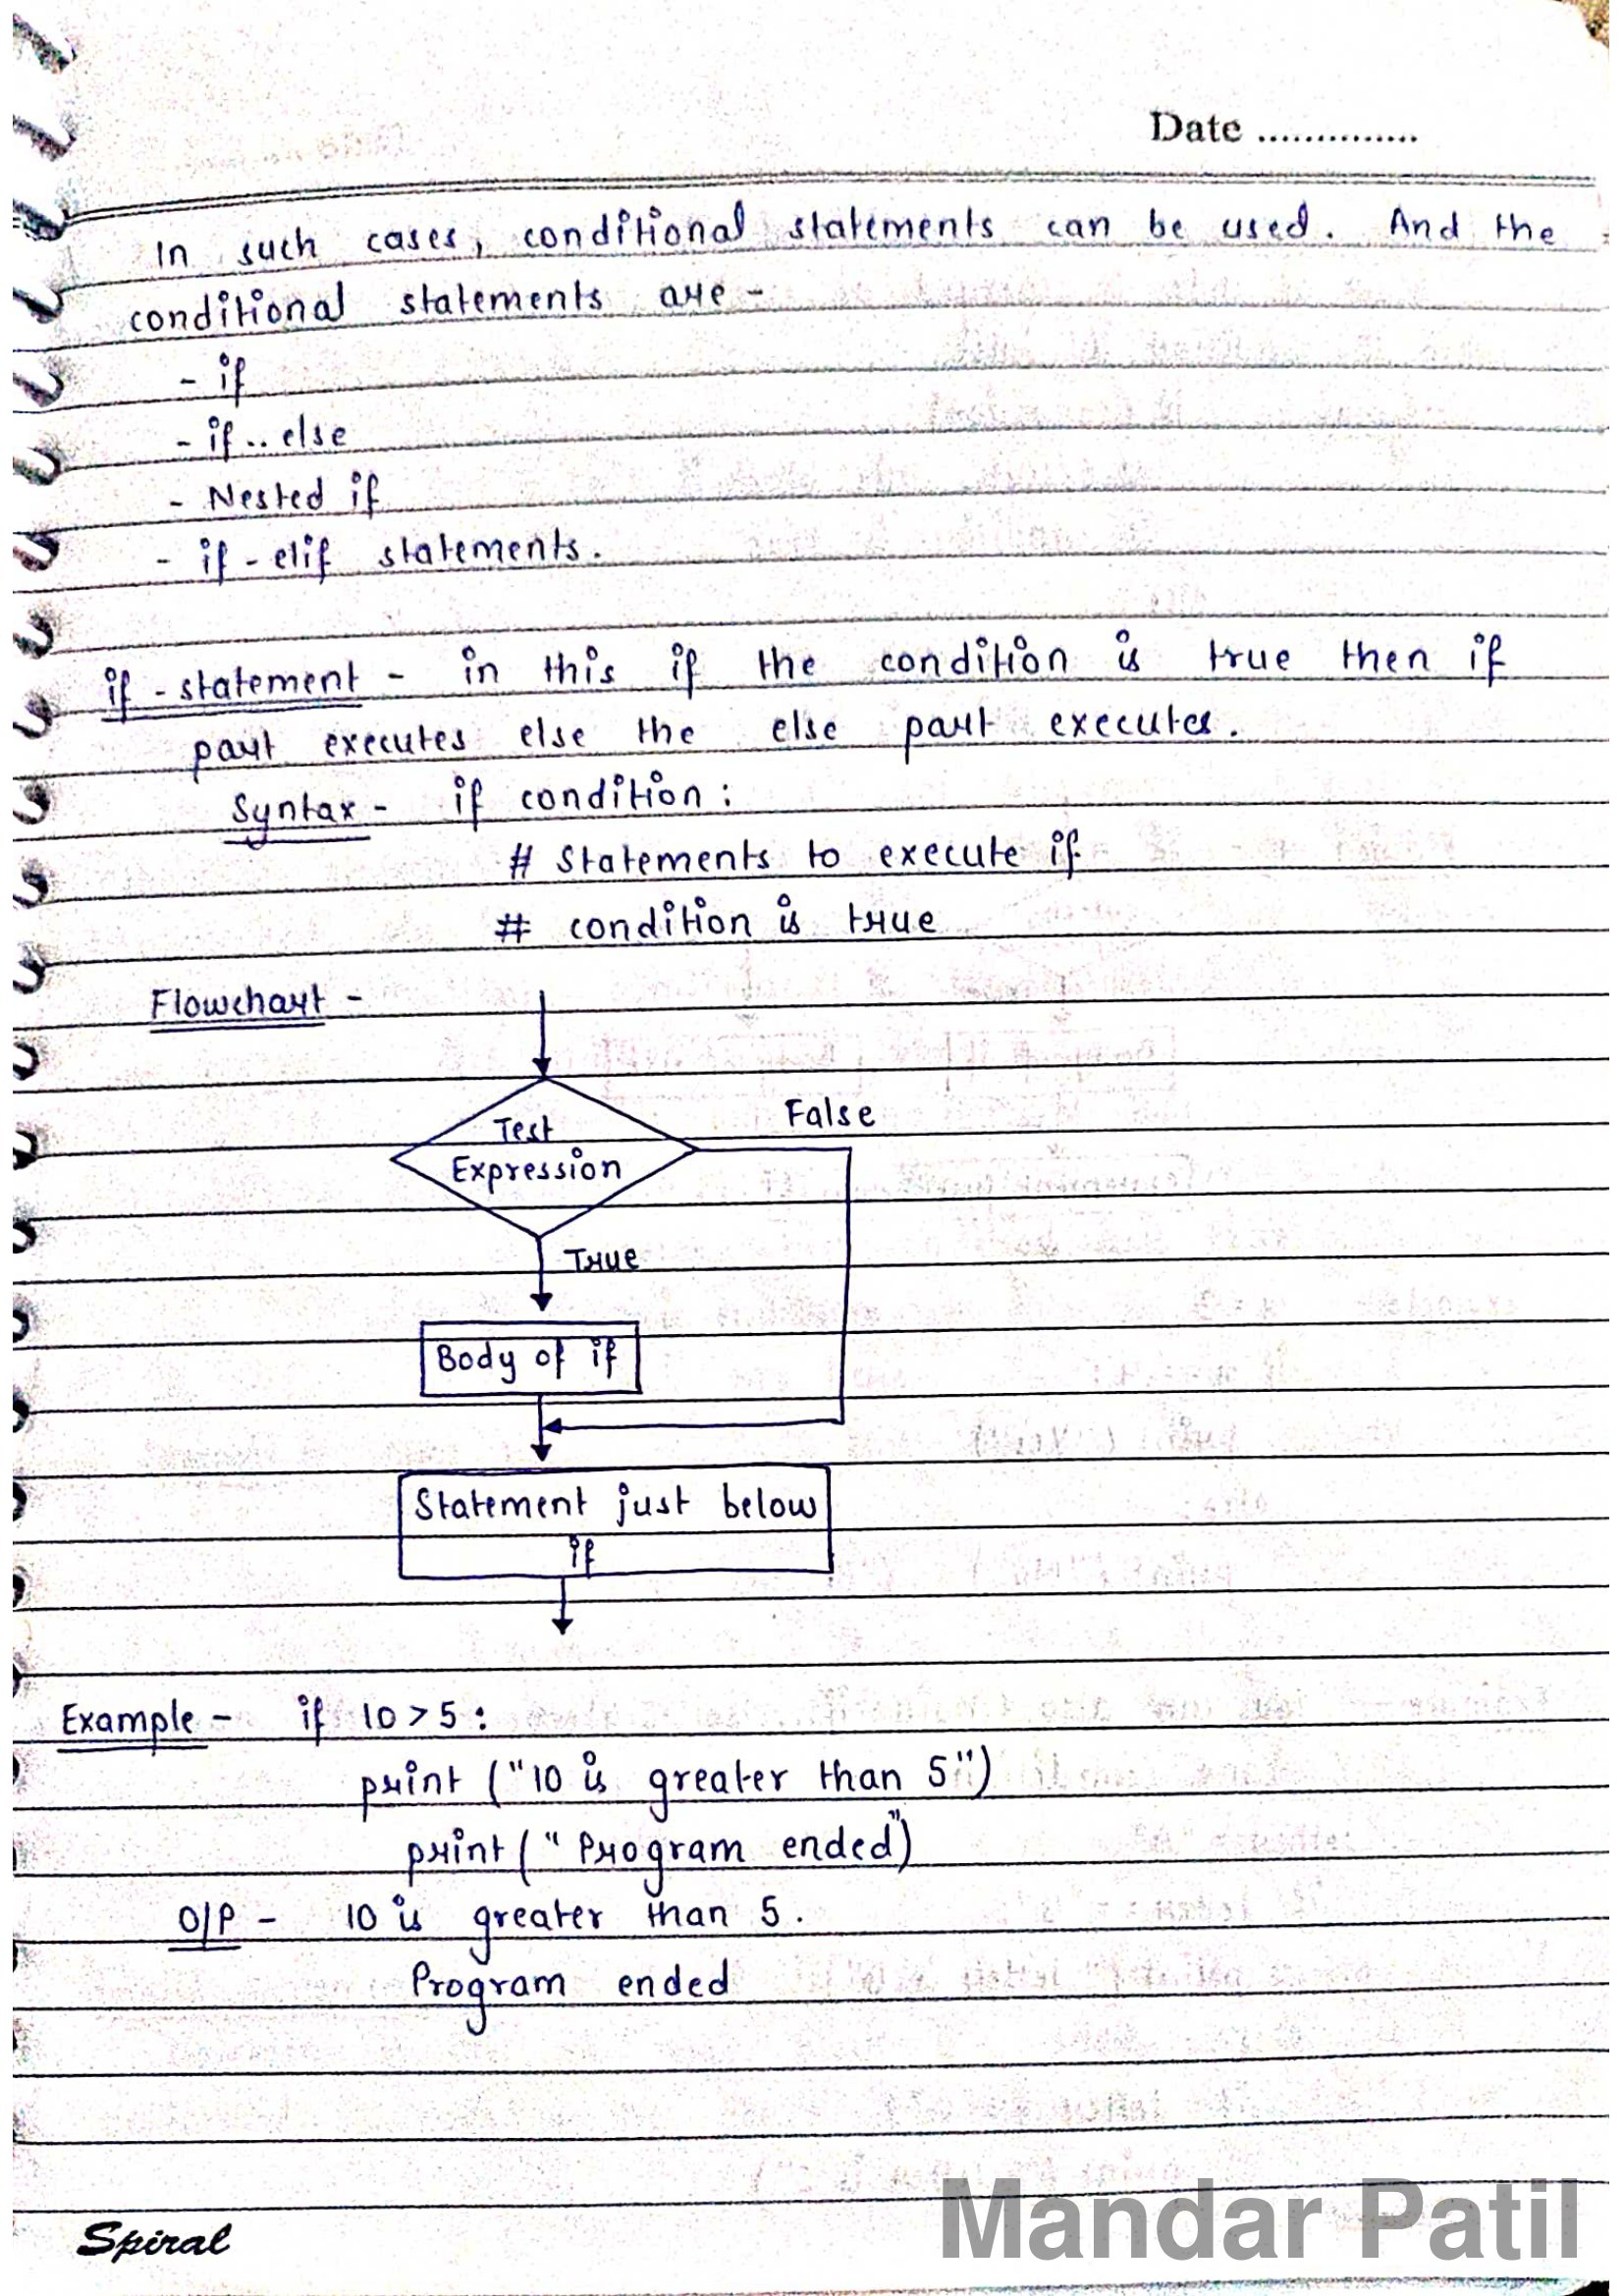 Date ..............
In such cases, conditional statements can be used. And the
conditional statements are -
- if
- if .. else
- Nested if
- if - elif statements.
if - statement - in this if the condition is true then if
part executes else the else part executes.
Syntax - if condition :
# Statements to execute if
# condition is true
Flowchart -
Test
Expression
False
True
Body of if
Statement just below
if
Example - if 10 > 5 :
print ("10 is greater than 5")
print (" Program ended")
O/P - 10 is greater than 5.
Program ended
Spiral
Mandar Patil